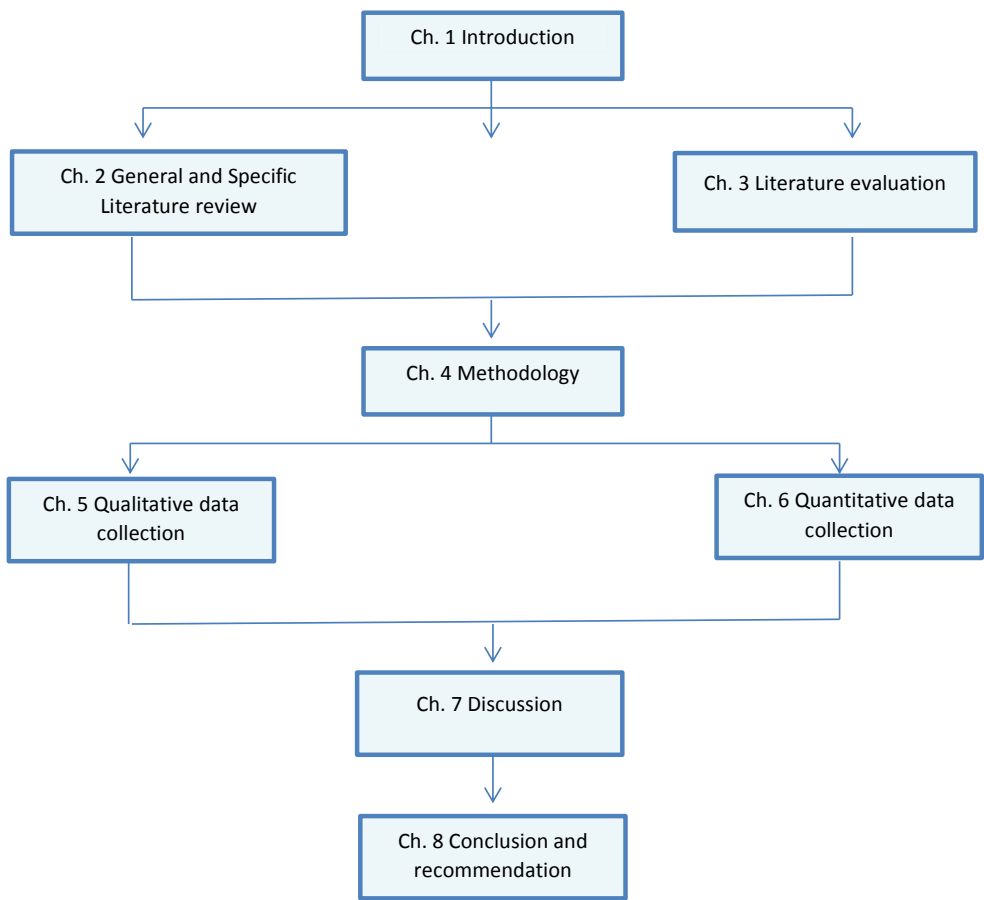 Ch. 1 Introduction
Ch. 2 General and Specific
Literature review
Ch. 3 Literature evaluation
Ch. 4 Methodology
Ch. 5 Qualitative data
collection
Ch. 6 Quantitative data
collection
Ch. 7 Discussion
Ch. 8 Conclusion and
recommendation